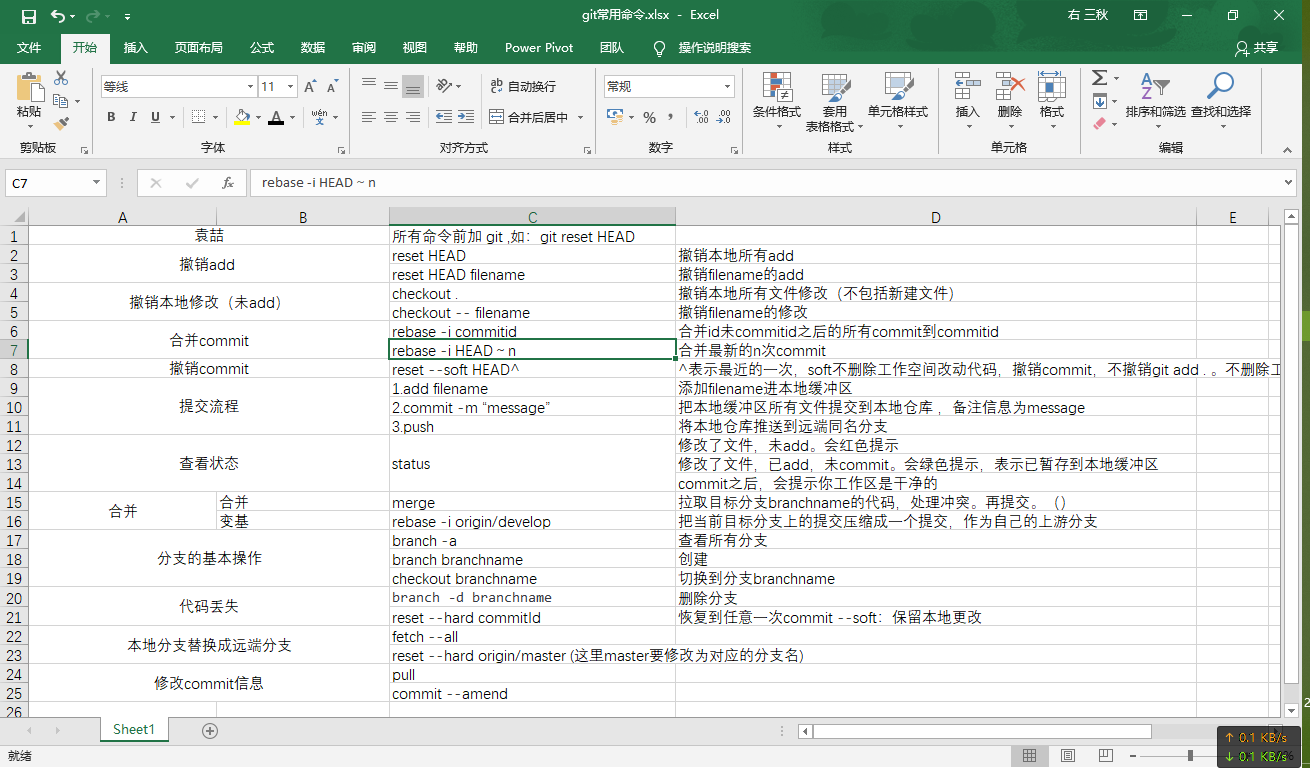 git常用命令.xlsx - Excel
右 三秋
文件 开始 插入 页面布局 公式 数据 审阅 视图 帮助 Power Pivot 团队 操作说明搜索 共享
等线 11 自动换行 常规
粘贴 条件格式 套用 单元格样式 插入 删除 格式 排序和筛选 查找和选择
B I U 合并后居中 % 表格格式
剪贴板 字体 对齐方式 数字 样式 单元格 编辑
C7 fx rebase -i HEAD ~ n
A B C D E
1 袁喆 所有命令前加 git ,如：git reset HEAD
2 撤销add reset HEAD 撤销本地所有add
3 reset HEAD filename 撤销filename的add
4 撤销本地修改（未add） checkout . 撤销本地所有文件修改（不包括新建文件）
5 checkout -- filename 撤销filename的修改
6 合并commit rebase -i commitid 合并id未commitid之后的所有commit到commitid
7 rebase -i HEAD ~ n 合并最新的n次commit
8 撤销commit reset --soft HEAD^ ^表示最近的一次，soft不删除工作空间改动代码，撤销commit，不撤销git add . 。不删除工
9 提交流程 1.add filename 添加filename进本地缓冲区
10 2.commit -m “message” 把本地缓冲区所有文件提交到本地仓库 ，备注信息为message
11 3.push 将本地仓库推送到远端同名分支
12 查看状态 修改了文件，未add。会红色提示
13 status 修改了文件，已add，未commit。会绿色提示，表示已暂存到本地缓冲区
14 commit之后，会提示你工作区是干净的
15 合并 合并 merge 拉取目标分支branchname的代码，处理冲突。再提交。（）
16 变基 rebase -i origin/develop 把当前目标分支上的提交压缩成一个提交，作为自己的上游分支
17 分支的基本操作 branch -a 查看所有分支
18 branch branchname 创建
19 checkout branchname 切换到分支branchname
20 代码丢失 branch -d branchname 删除分支
21 reset --hard commitId 恢复到任意一次commit --soft：保留本地更改
22 本地分支替换成远端分支 fetch --all
23 reset --hard origin/master (这里master要修改为对应的分支名)
24 修改commit信息 pull
25 commit --amend
26
Sheet1
就绪
↑ 0.1 KB/s
↓ 0.1 KB/s